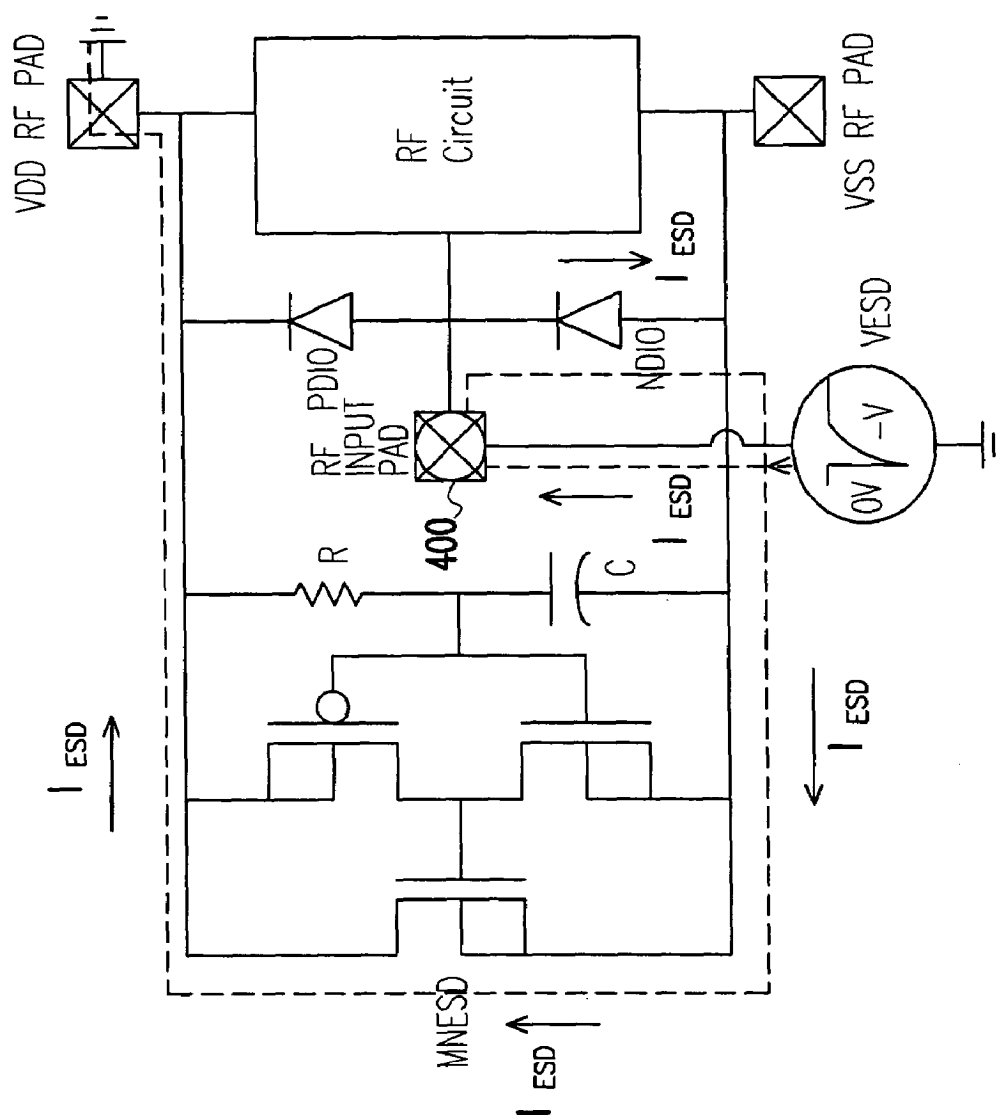 VDD RF PAD
RF
Circuit
VSS RF PAD
I ESD
PDIO
NDIO
VESD
0V
-V
RF
INPUT
PAD
400
I ESD
R
C
I ESD
I ESD
MNESD
I ESD